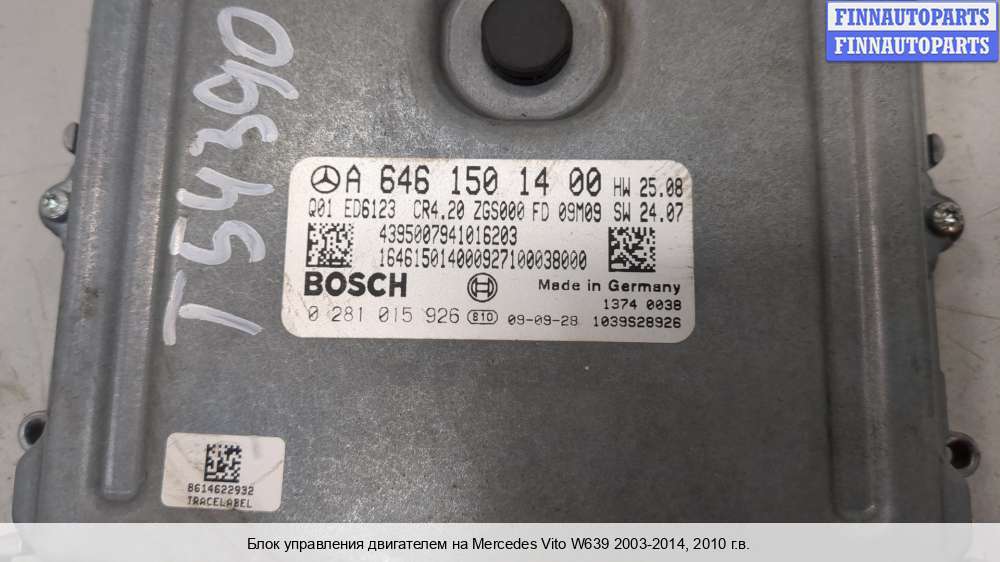 FINNAUTOPARTS
FINNAUTOPARTS
T54390
A 646 150 14 00 HW 25.08
Q01 ED6123 CR4.20 ZGS000 FD 09M09 SW 24.07
4395007941016203
164615014000927100038000
BOSCH Made in Germany
1374 0038
0 281 015 926 810 09-09-28 1039S28926
8614622932
TRACELABEL
Блок управления двигателем на Mercedes Vito W639 2003-2014, 2010 г.в.